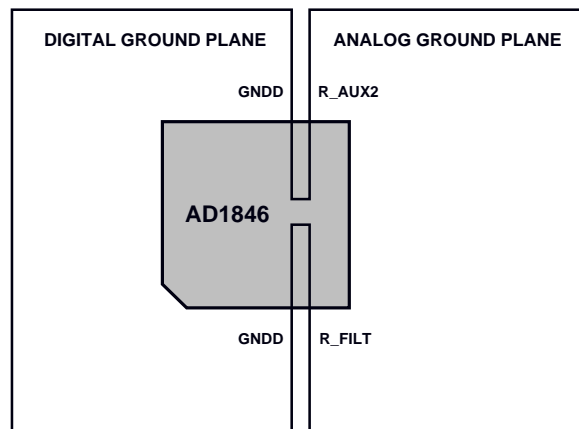 DIGITAL GROUND PLANE
ANALOG GROUND PLANE
GNDD
R_AUX2
AD1846
GNDD
R_FILT